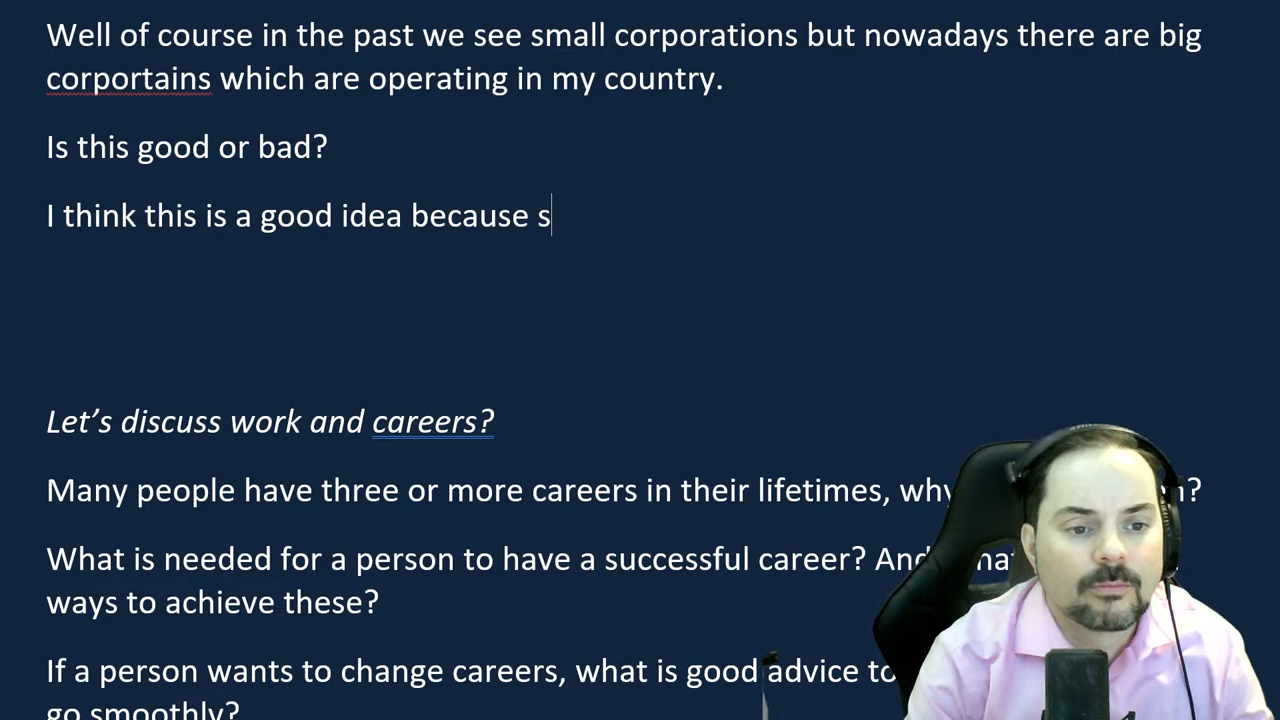 Well of course in the past we see small corporations but nowadays there are big
corportains which are operating in my country.
Is this good or bad?
I think this is a good idea because s
Let’s discuss work and careers?
Many people have three or more careers in their lifetimes, why
What is needed for a person to have a successful career? And
ways to achieve these?
If a person wants to change careers, what is good advice to
go smoothly?